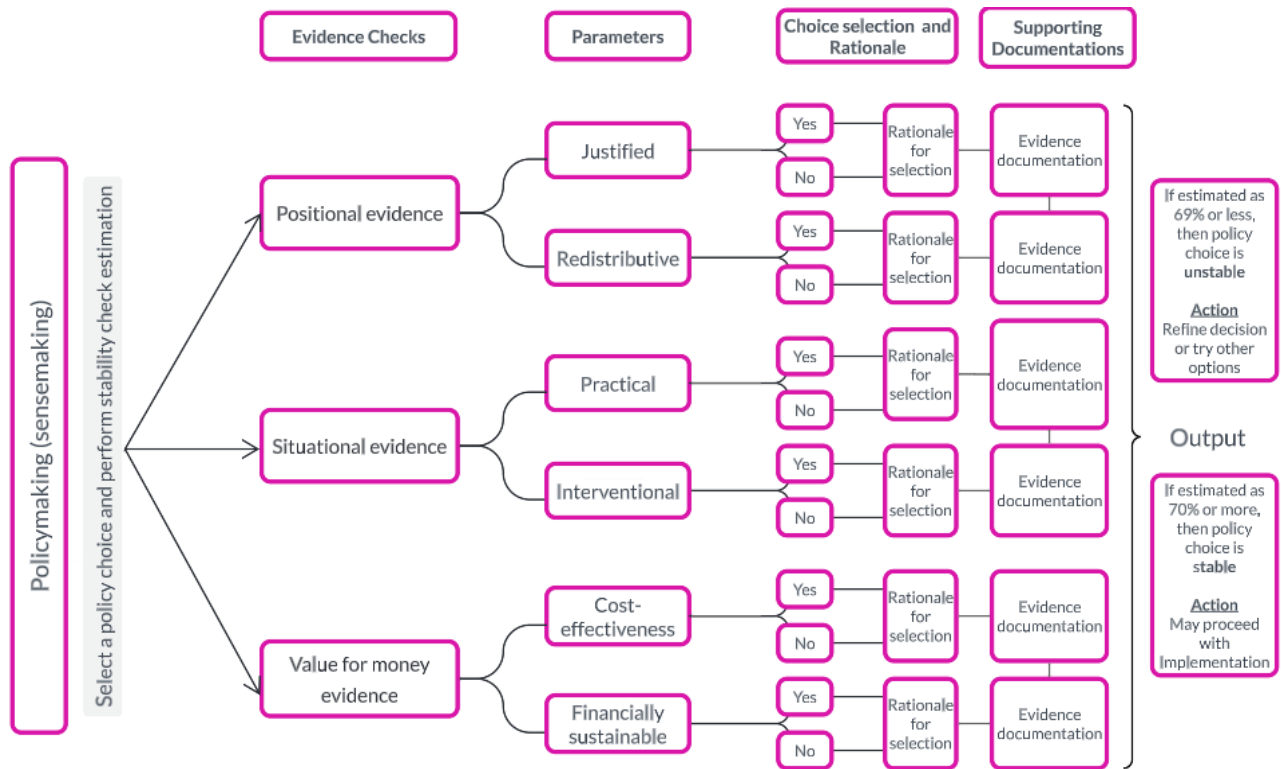 Evidence Checks
Parameters
Choice selection and
Rationale
Supporting
Documentations
Policymaking (sensemaking)
Select a policy choice and perform stability check estimation
Positional evidence
Justified
Yes
No
Rationale
for
selection
Evidence
documentation
Redistributive
Yes
No
Rationale
for
selection
Evidence
documentation
Situational evidence
Practical
Yes
No
Rationale
for
selection
Evidence
documentation
Interventional
Yes
No
Rationale
for
selection
Evidence
documentation
Value for money
evidence
Cost-
effectiveness
Yes
No
Rationale
for
selection
Evidence
documentation
Financially
sustainable
Yes
No
Rationale
for
selection
Evidence
documentation
If estimated as
69% or less,
then policy
choice is
unstable
Action
Refine decision
or try other
options
Output
If estimated as
70% or more,
then policy
choice is
stable
Action
May proceed
with
Implementation